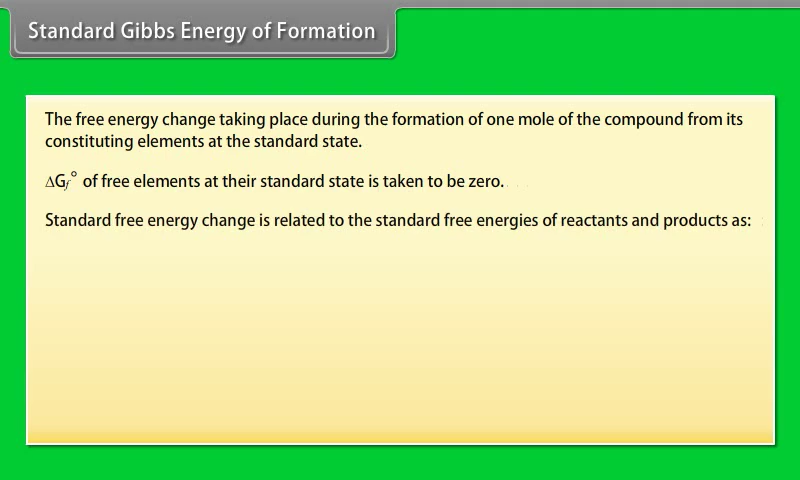 Standard Gibbs Energy of Formation
The free energy change taking place during the formation of one mole of the compound from its
constituting elements at the standard state.
ΔG𝑓° of free elements at their standard state is taken to be zero.
Standard free energy change is related to the standard free energies of reactants and products as: